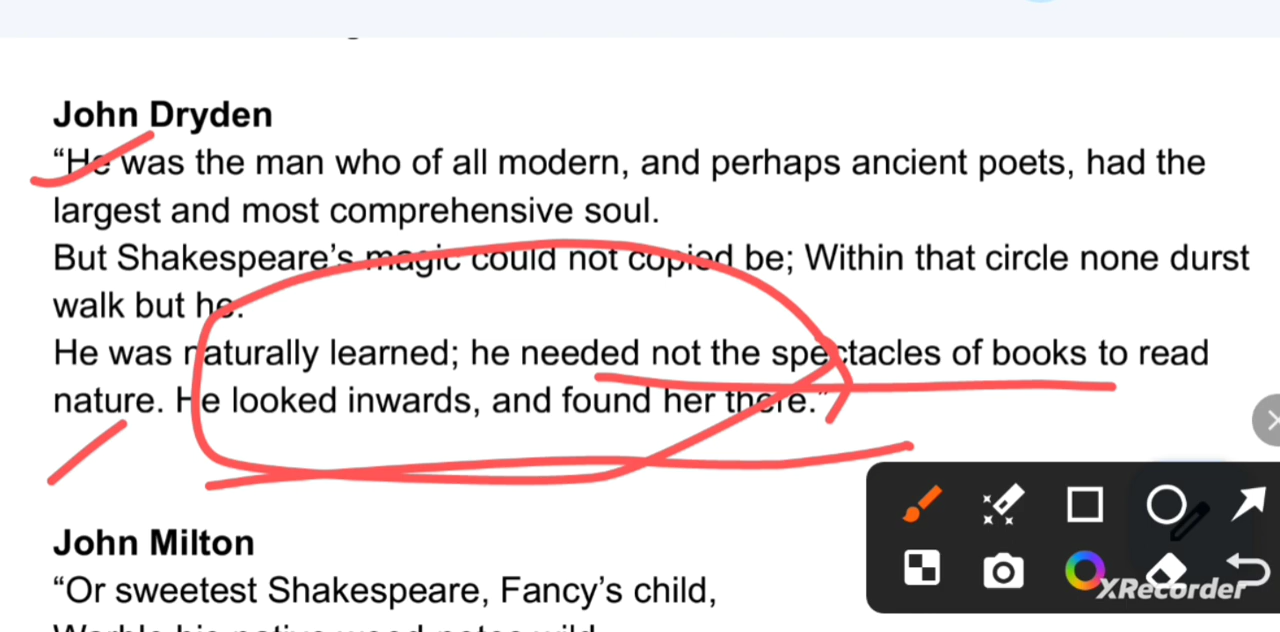 John Dryden
“He was the man who of all modern, and perhaps ancient poets, had the
largest and most comprehensive soul.
But Shakespeare’s magic could not copied be; Within that circle none durst
walk but he.
He was naturally learned; he needed not the spectacles of books to read
nature. He looked inwards, and found her there.”
John Milton
“Or sweetest Shakespeare, Fancy’s child,
XRecorder